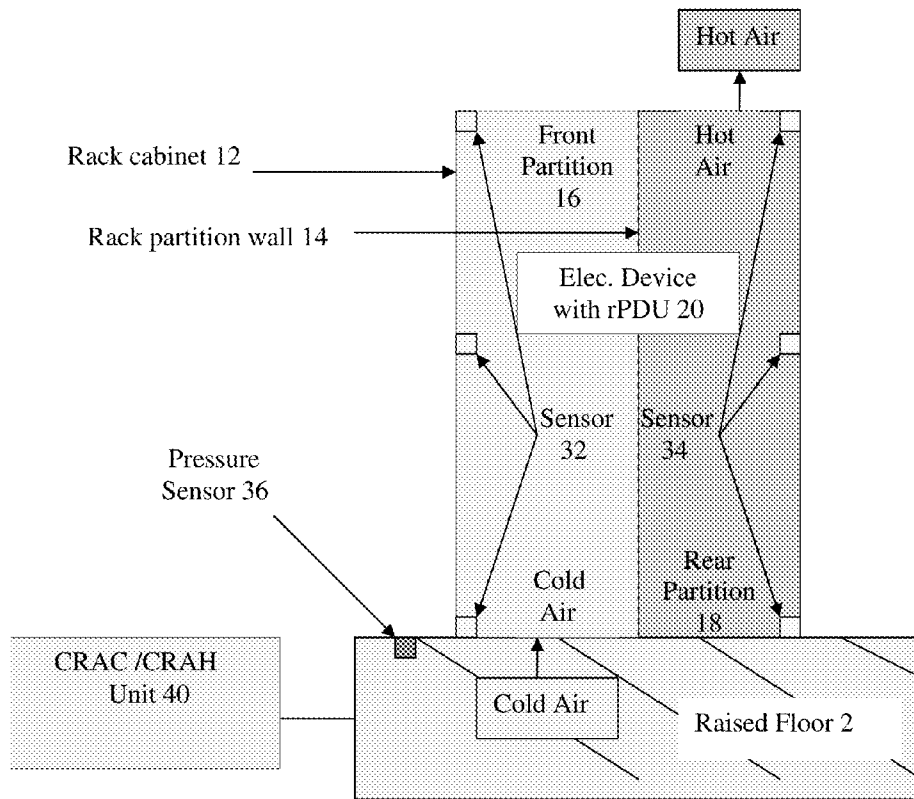 Hot Air
Rack cabinet 12
Front
Partition
16
Hot
Air
Rack partition wall 14
Elec. Device
with rPDU 20
Sensor
32
Sensor
34
Pressure
Sensor 36
Cold
Air
Rear
Partition
18
CRAC /CRAH
Unit 40
Cold Air
Raised Floor 2